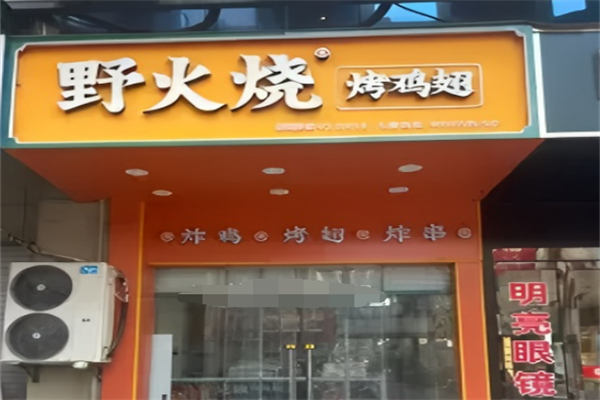 野火烧 烤鸡翅
炸鸡 烤翅 炸串
明亮眼镜